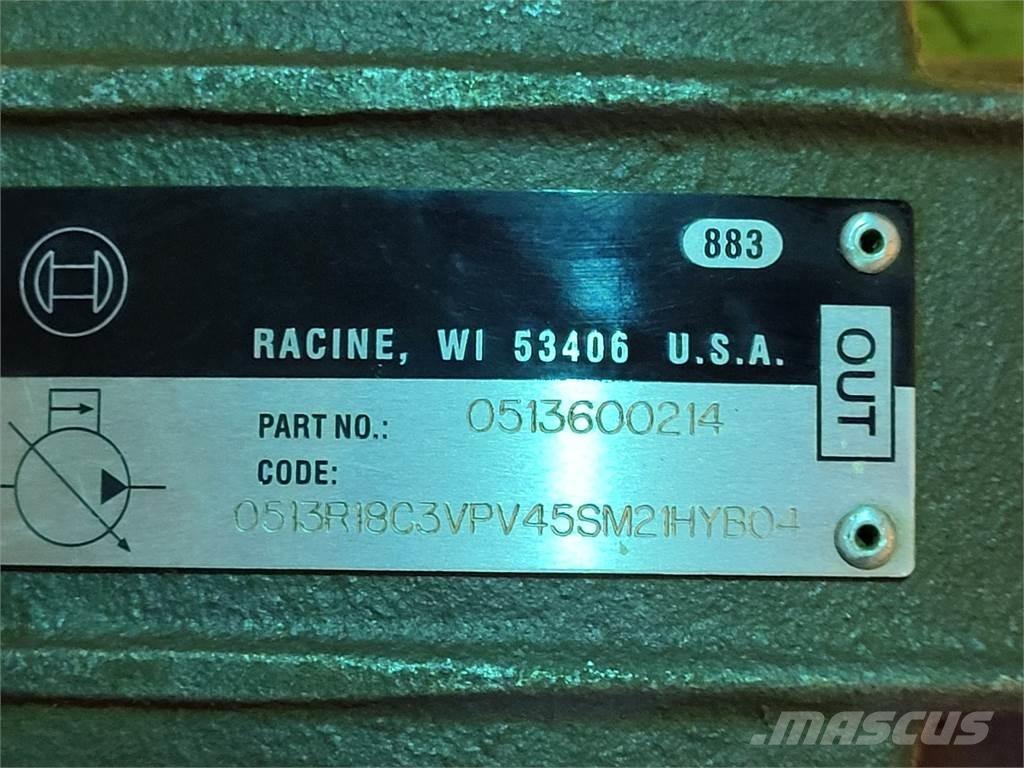 883
RACINE, WI 53406 U.S.A.
OUT
PART NO.: 0513600214
CODE:
0513R18C3VPV45SM21HYB04
MASCUS